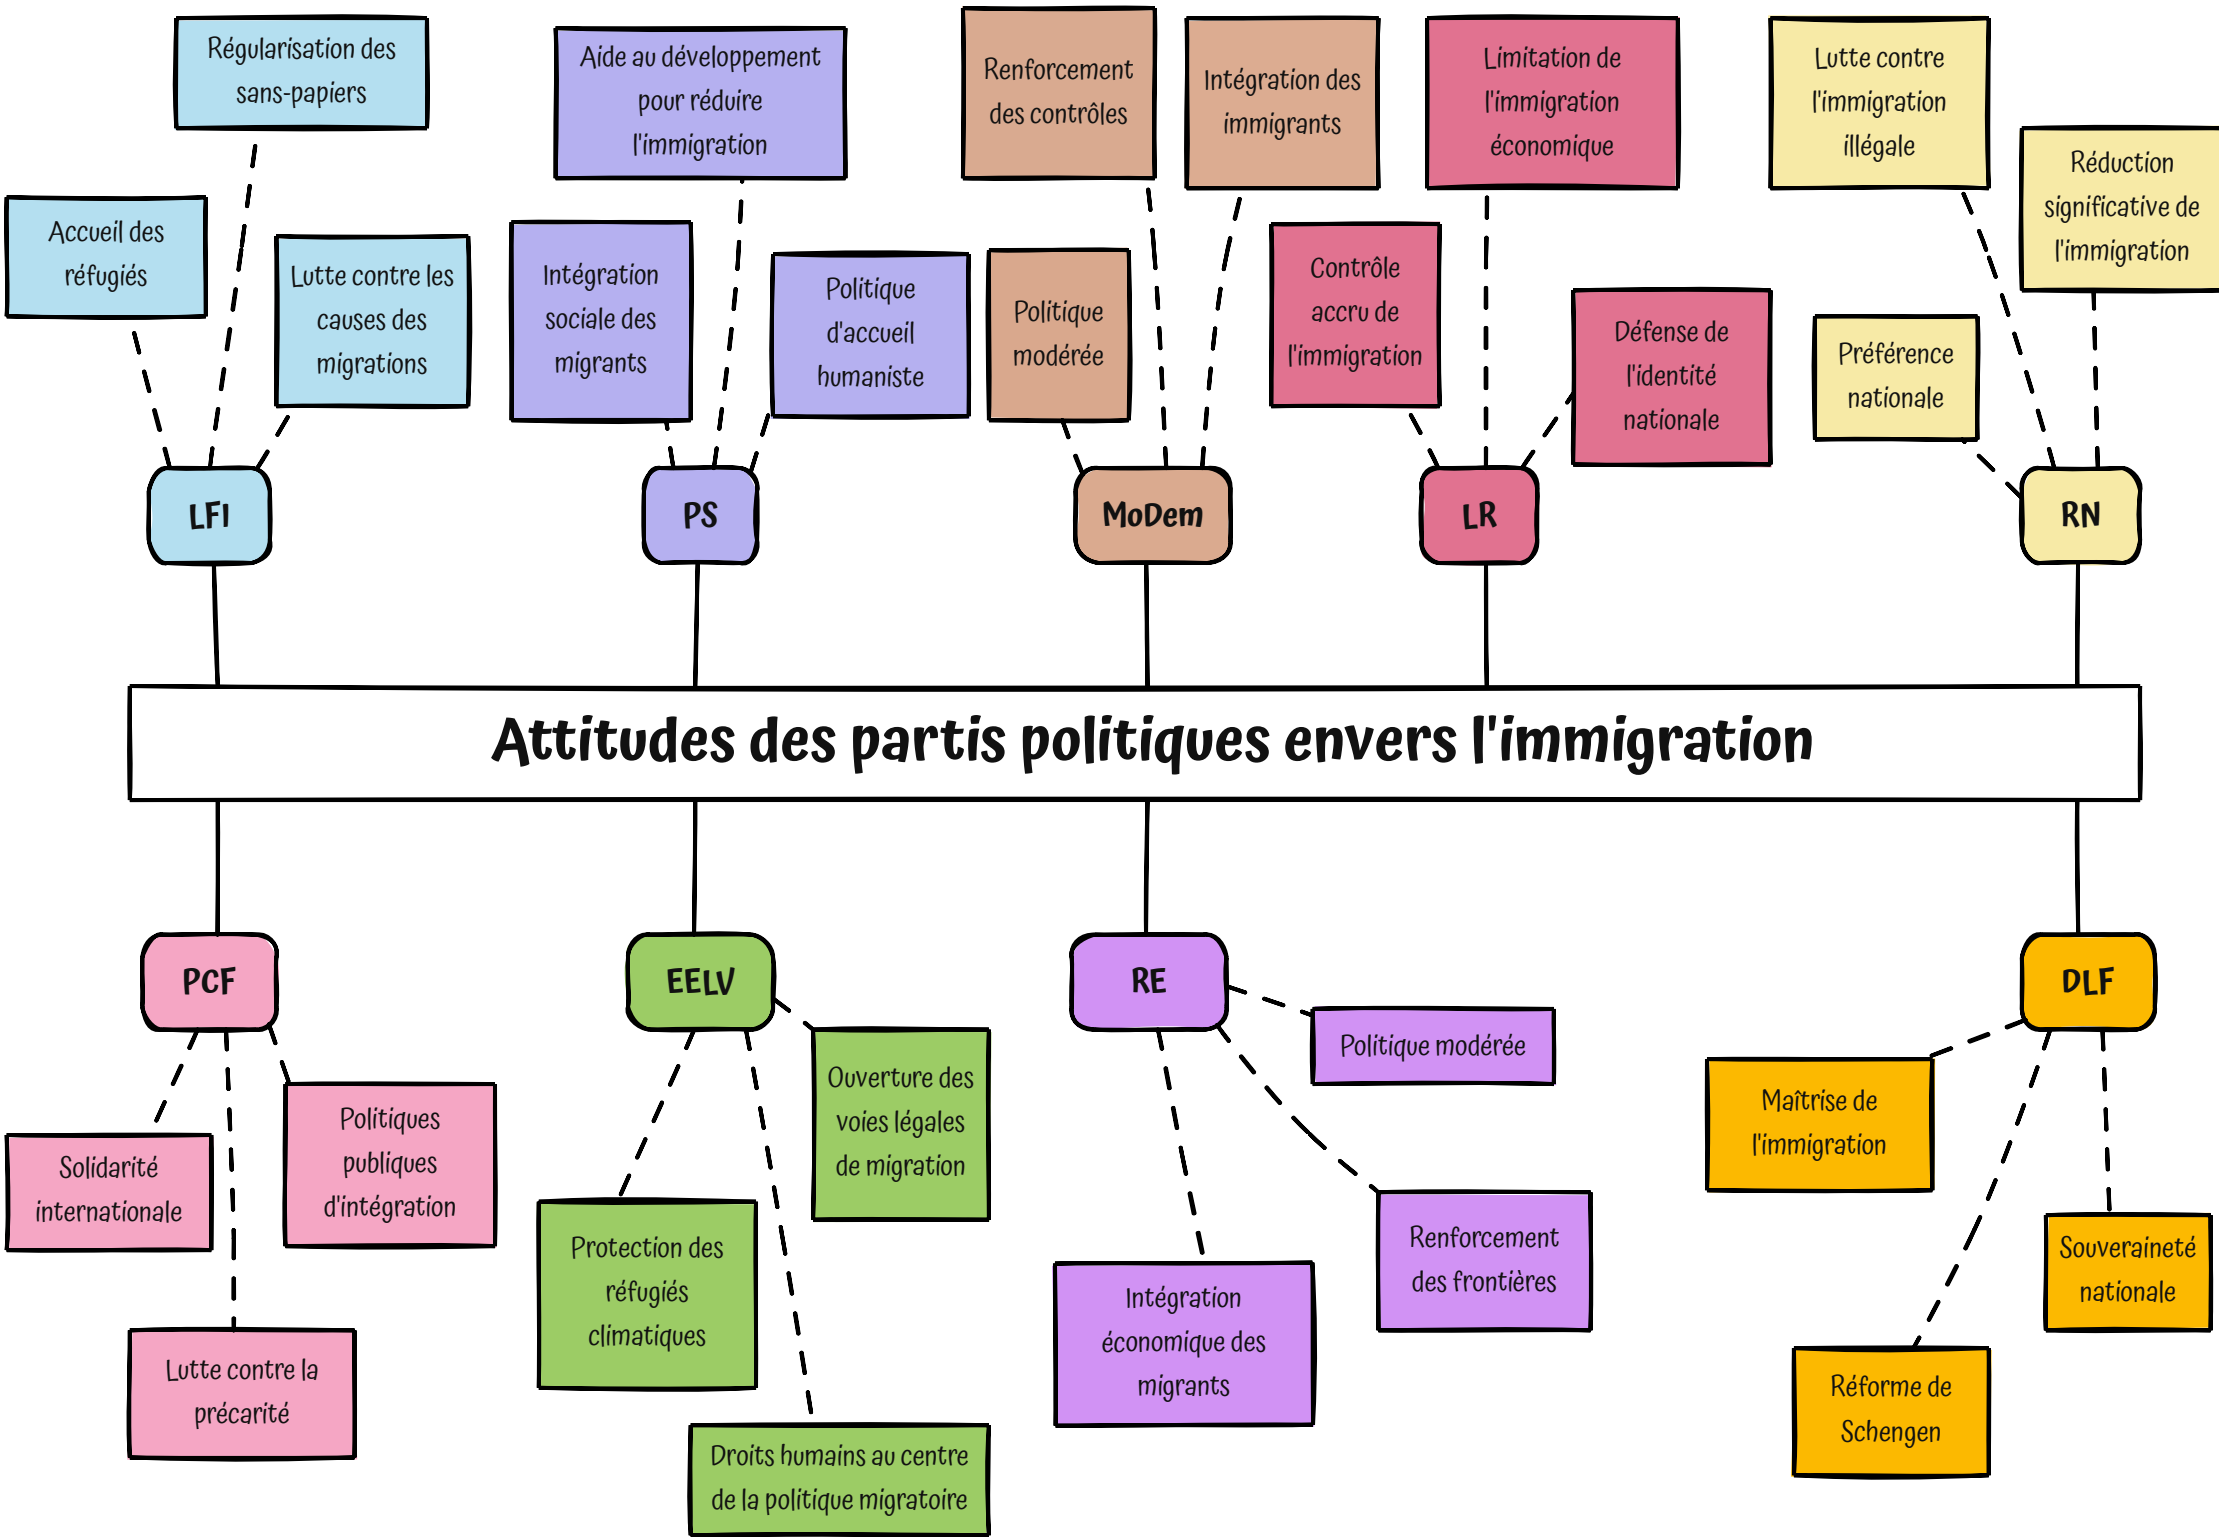 Régularisation des
sans-papiers
Accueil des
réfugiés
Lutte contre les
causes des
migrations
LFI
Aide au développement
pour réduire
l'immigration
Intégration
sociale des
migrants
Politique
d'accueil
humaniste
PS
Renforcement
des contrôles
Intégration des
immigrants
Politique
modérée
MoDem
Limitation de
l'immigration
économique
Contrôle
accru de
l'immigration
Défense de
l'identité
nationale
LR
Lutte contre
l'immigration
illégale
Réduction
significative de
l'immigration
Préférence
nationale
RN
Attitudes des partis politiques envers l'immigration
PCF
Solidarité
internationale
Politiques
publiques
d'intégration
Lutte contre la
précarité
EELV
Ouverture des
voies légales
de migration
Protection des
réfugiés
climatiques
Droits humains au centre
de la politique migratoire
RE
Politique modérée
Renforcement
des frontières
Intégration
économique des
migrants
DLF
Maîtrise de
l'immigration
Souveraineté
nationale
Réforme de
Schengen